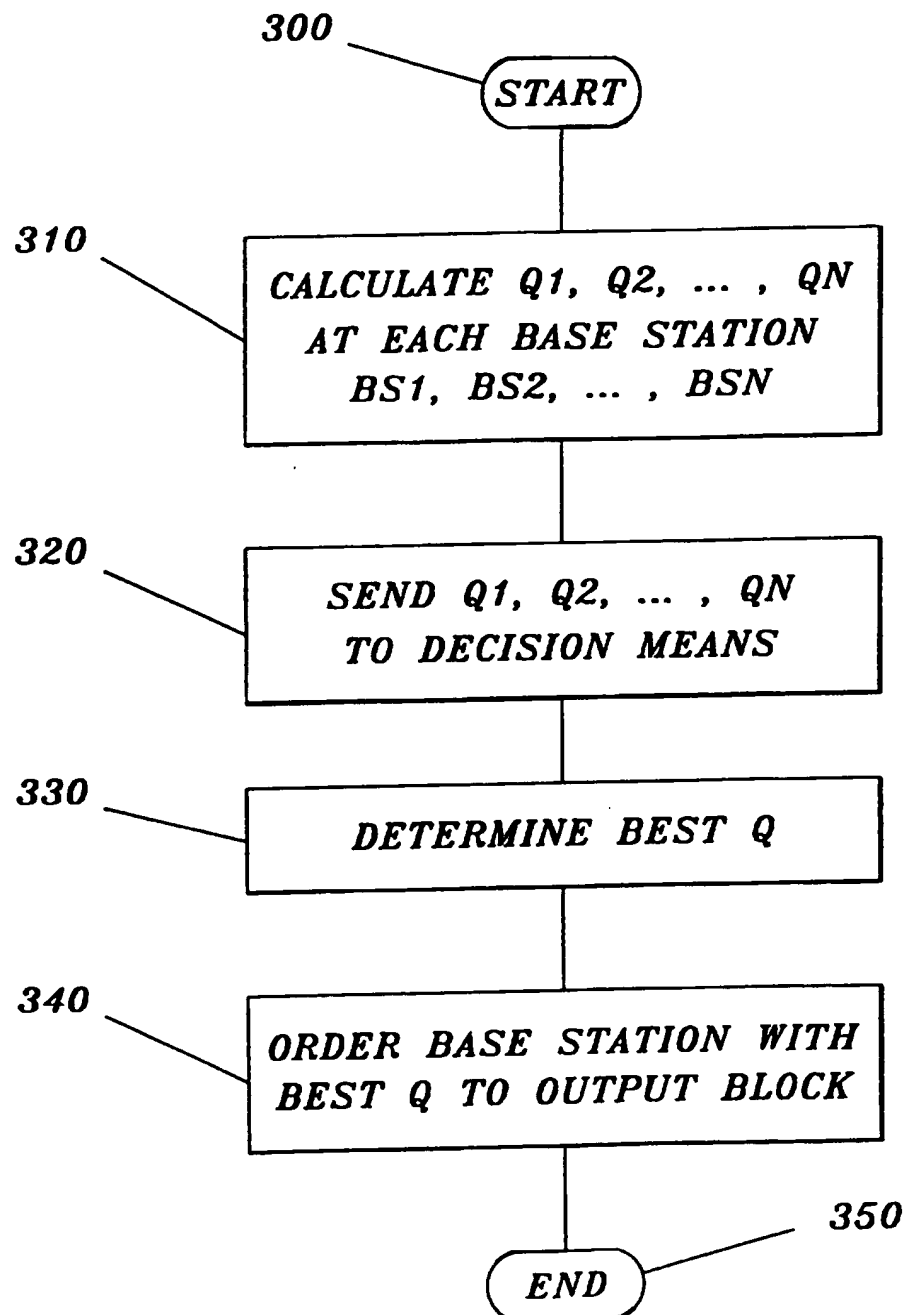 300
START
310
CALCULATE Q1, Q2, ... , QN
AT EACH BASE STATION
BS1, BS2, ... , BSN
320
SEND Q1, Q2, ... , QN
TO DECISION MEANS
330
DETERMINE BEST Q
340
ORDER BASE STATION WITH
BEST Q TO OUTPUT BLOCK
350
END